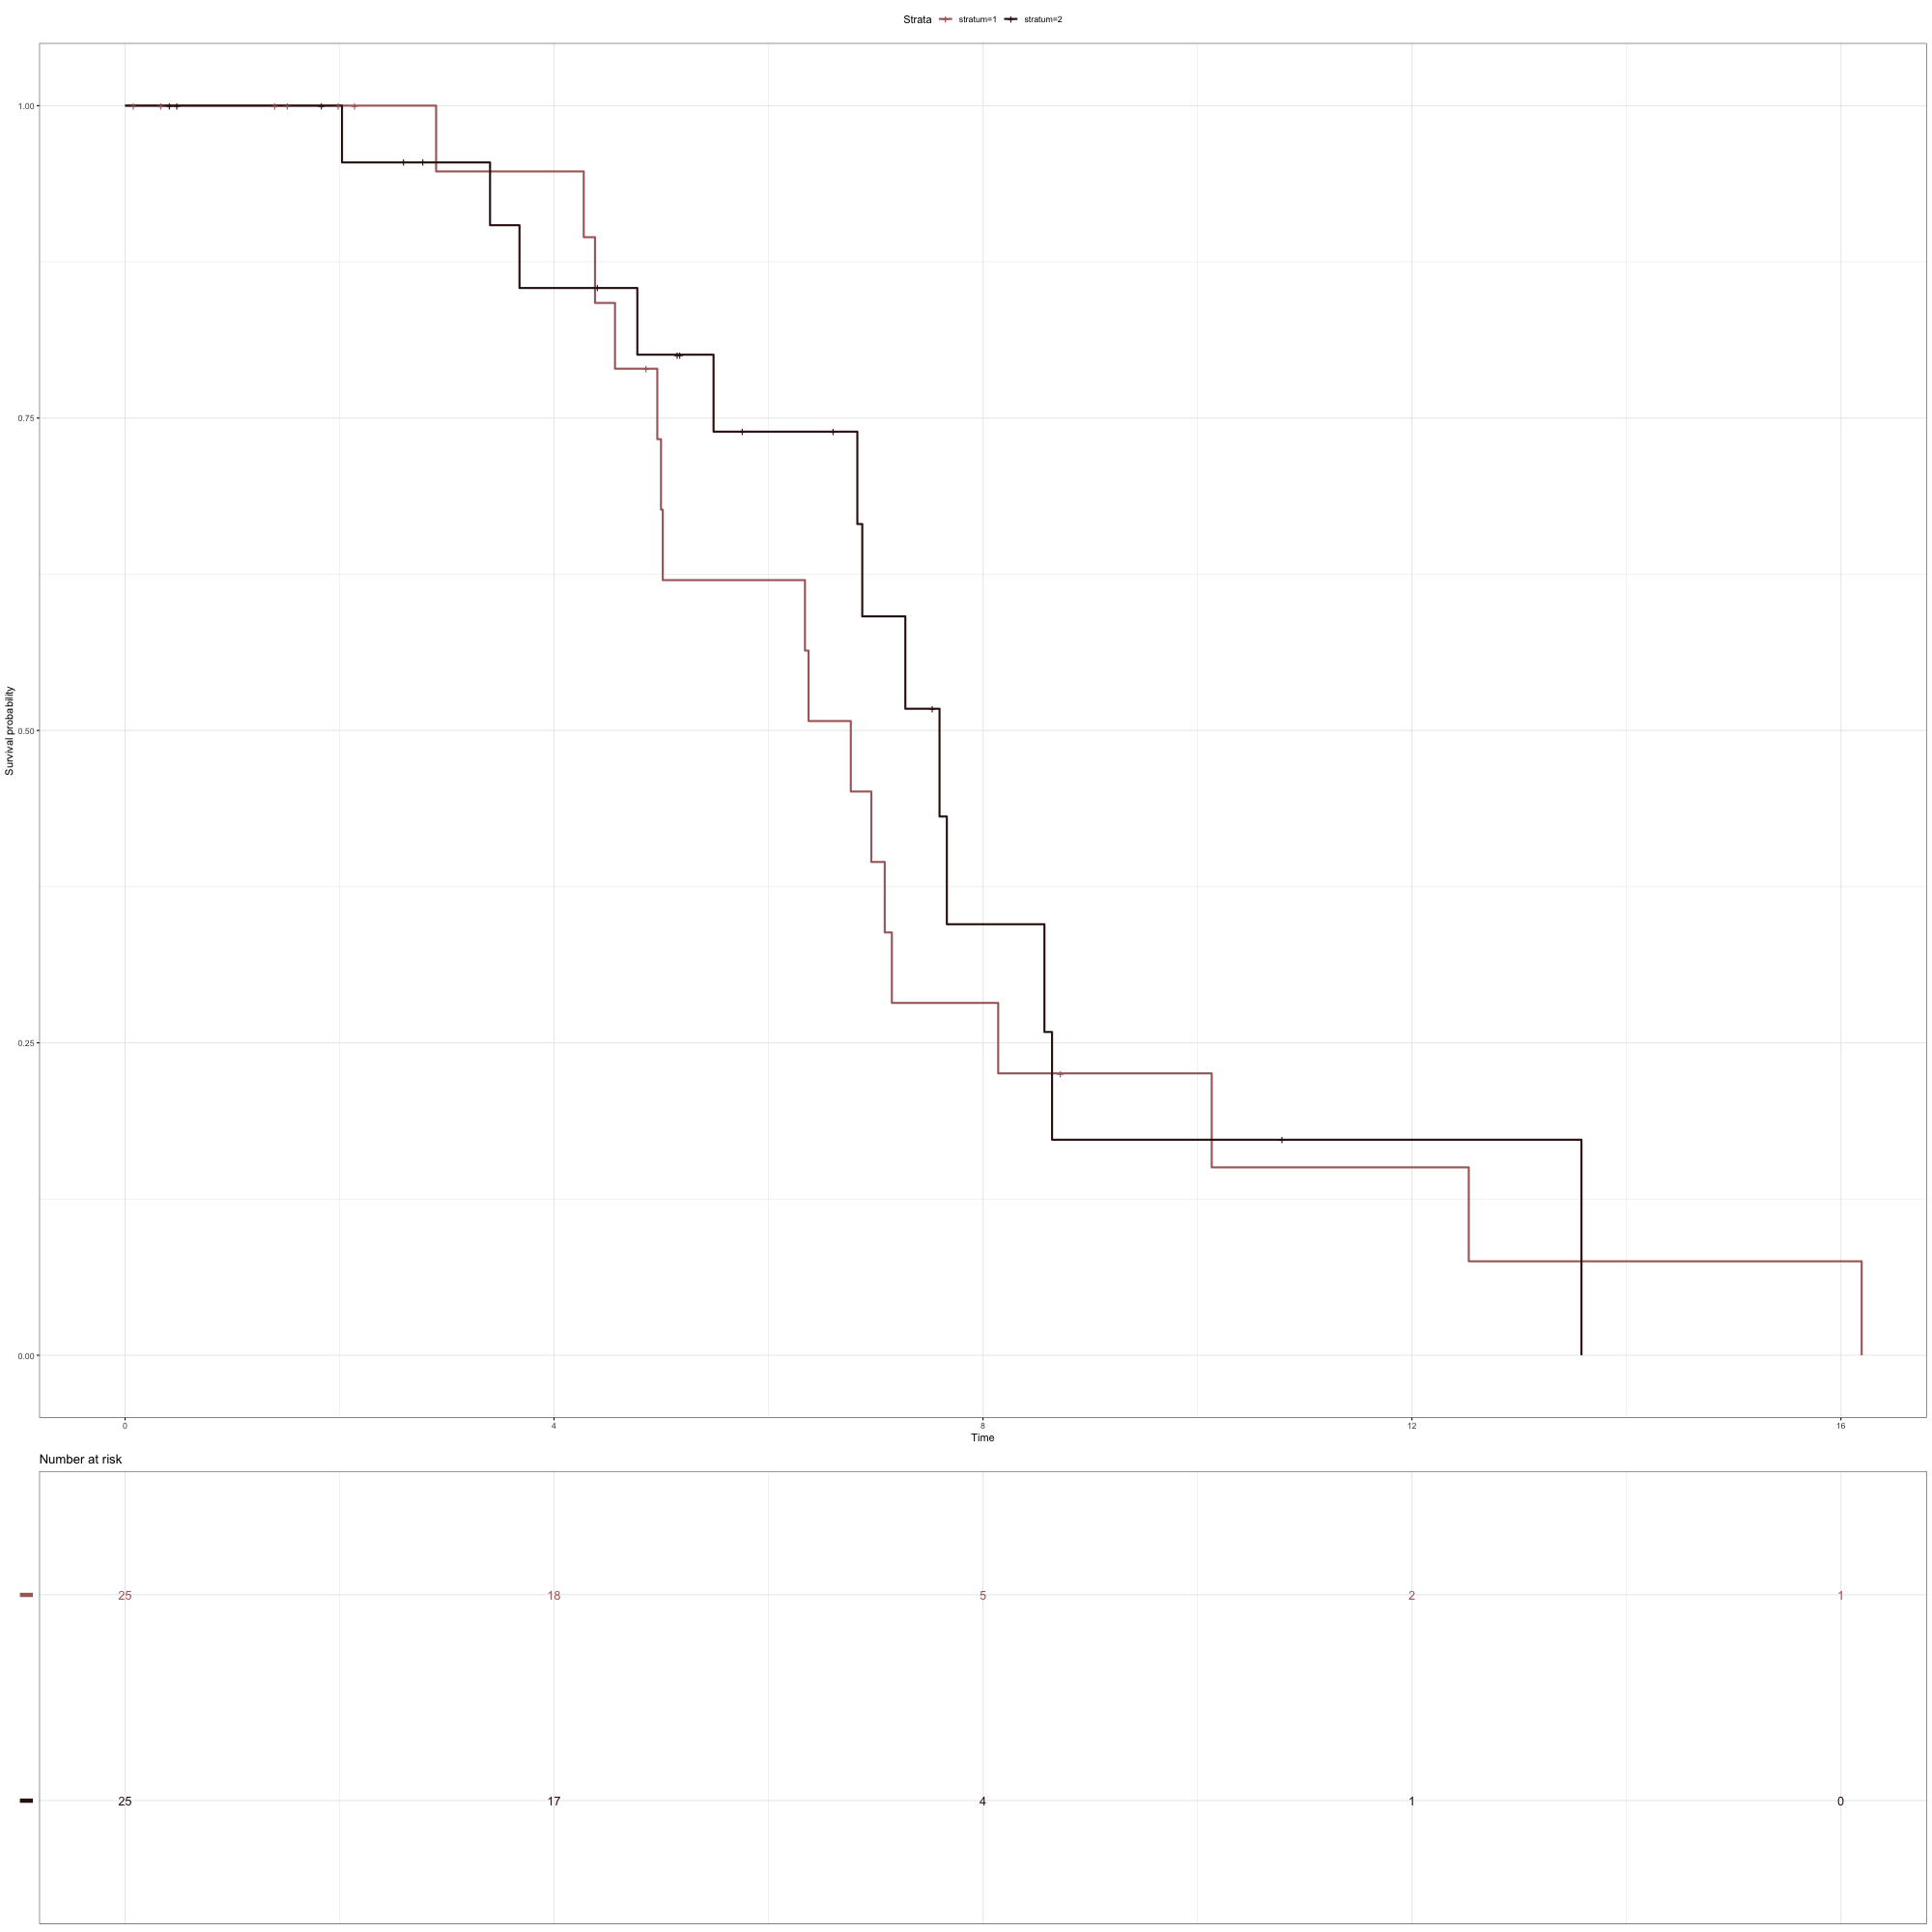 Strata stratum=1 stratum=2
1.00
0.75
0.50
0.25
0.00
Survival probability
0 4 8 12 16
Time
Number at risk
25 18 5 2 1
25 17 4 1 0